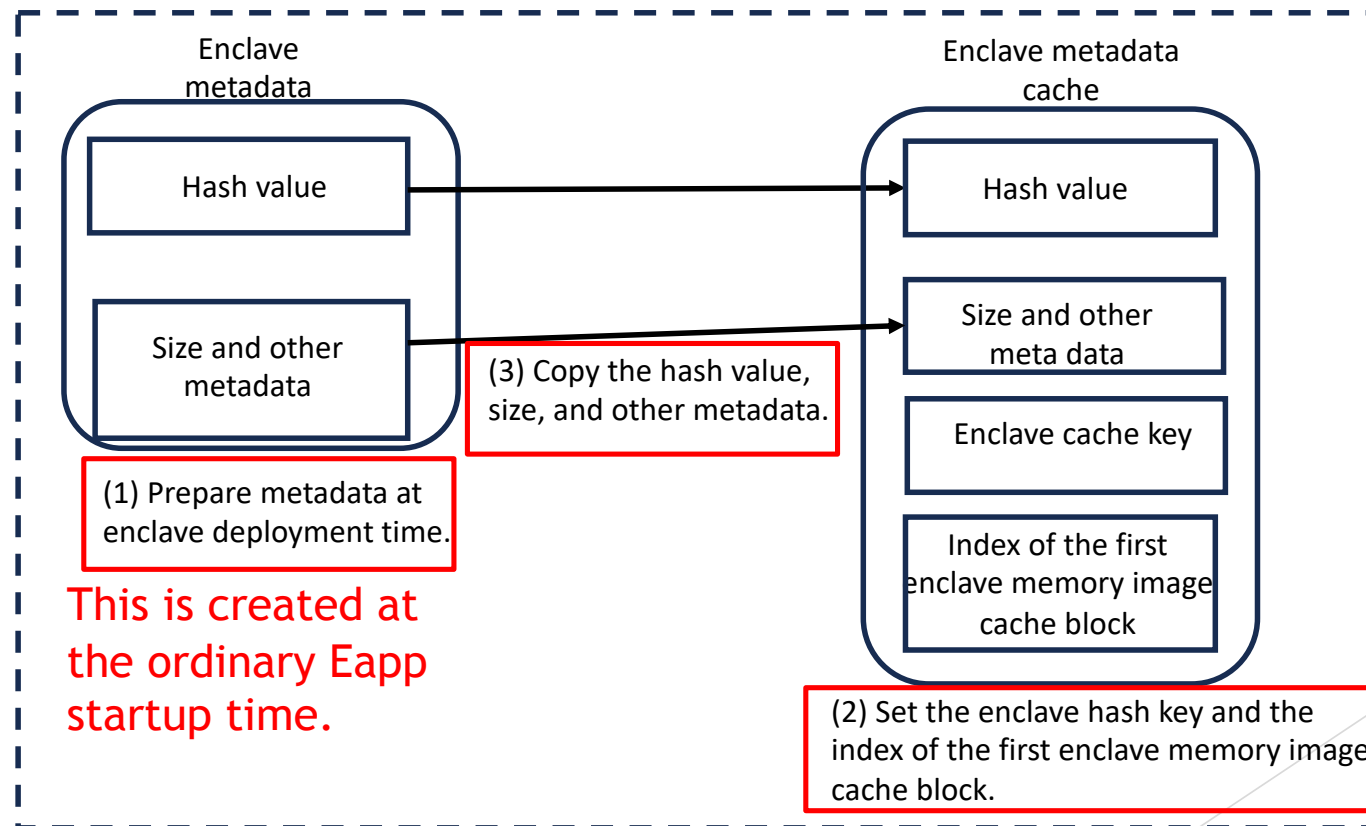 Enclave
metadata
Hash value
Size and other
metadata
(1) Prepare metadata at
enclave deployment time.
This is created at
the ordinary Eapp
startup time.
(3) Copy the hash value,
size, and other metadata.
Enclave metadata
cache
Hash value
Size and other
meta data
Enclave cache key
Index of the first
enclave memory image
cache block
(2) Set the enclave hash key and the
index of the first enclave memory image
cache block.